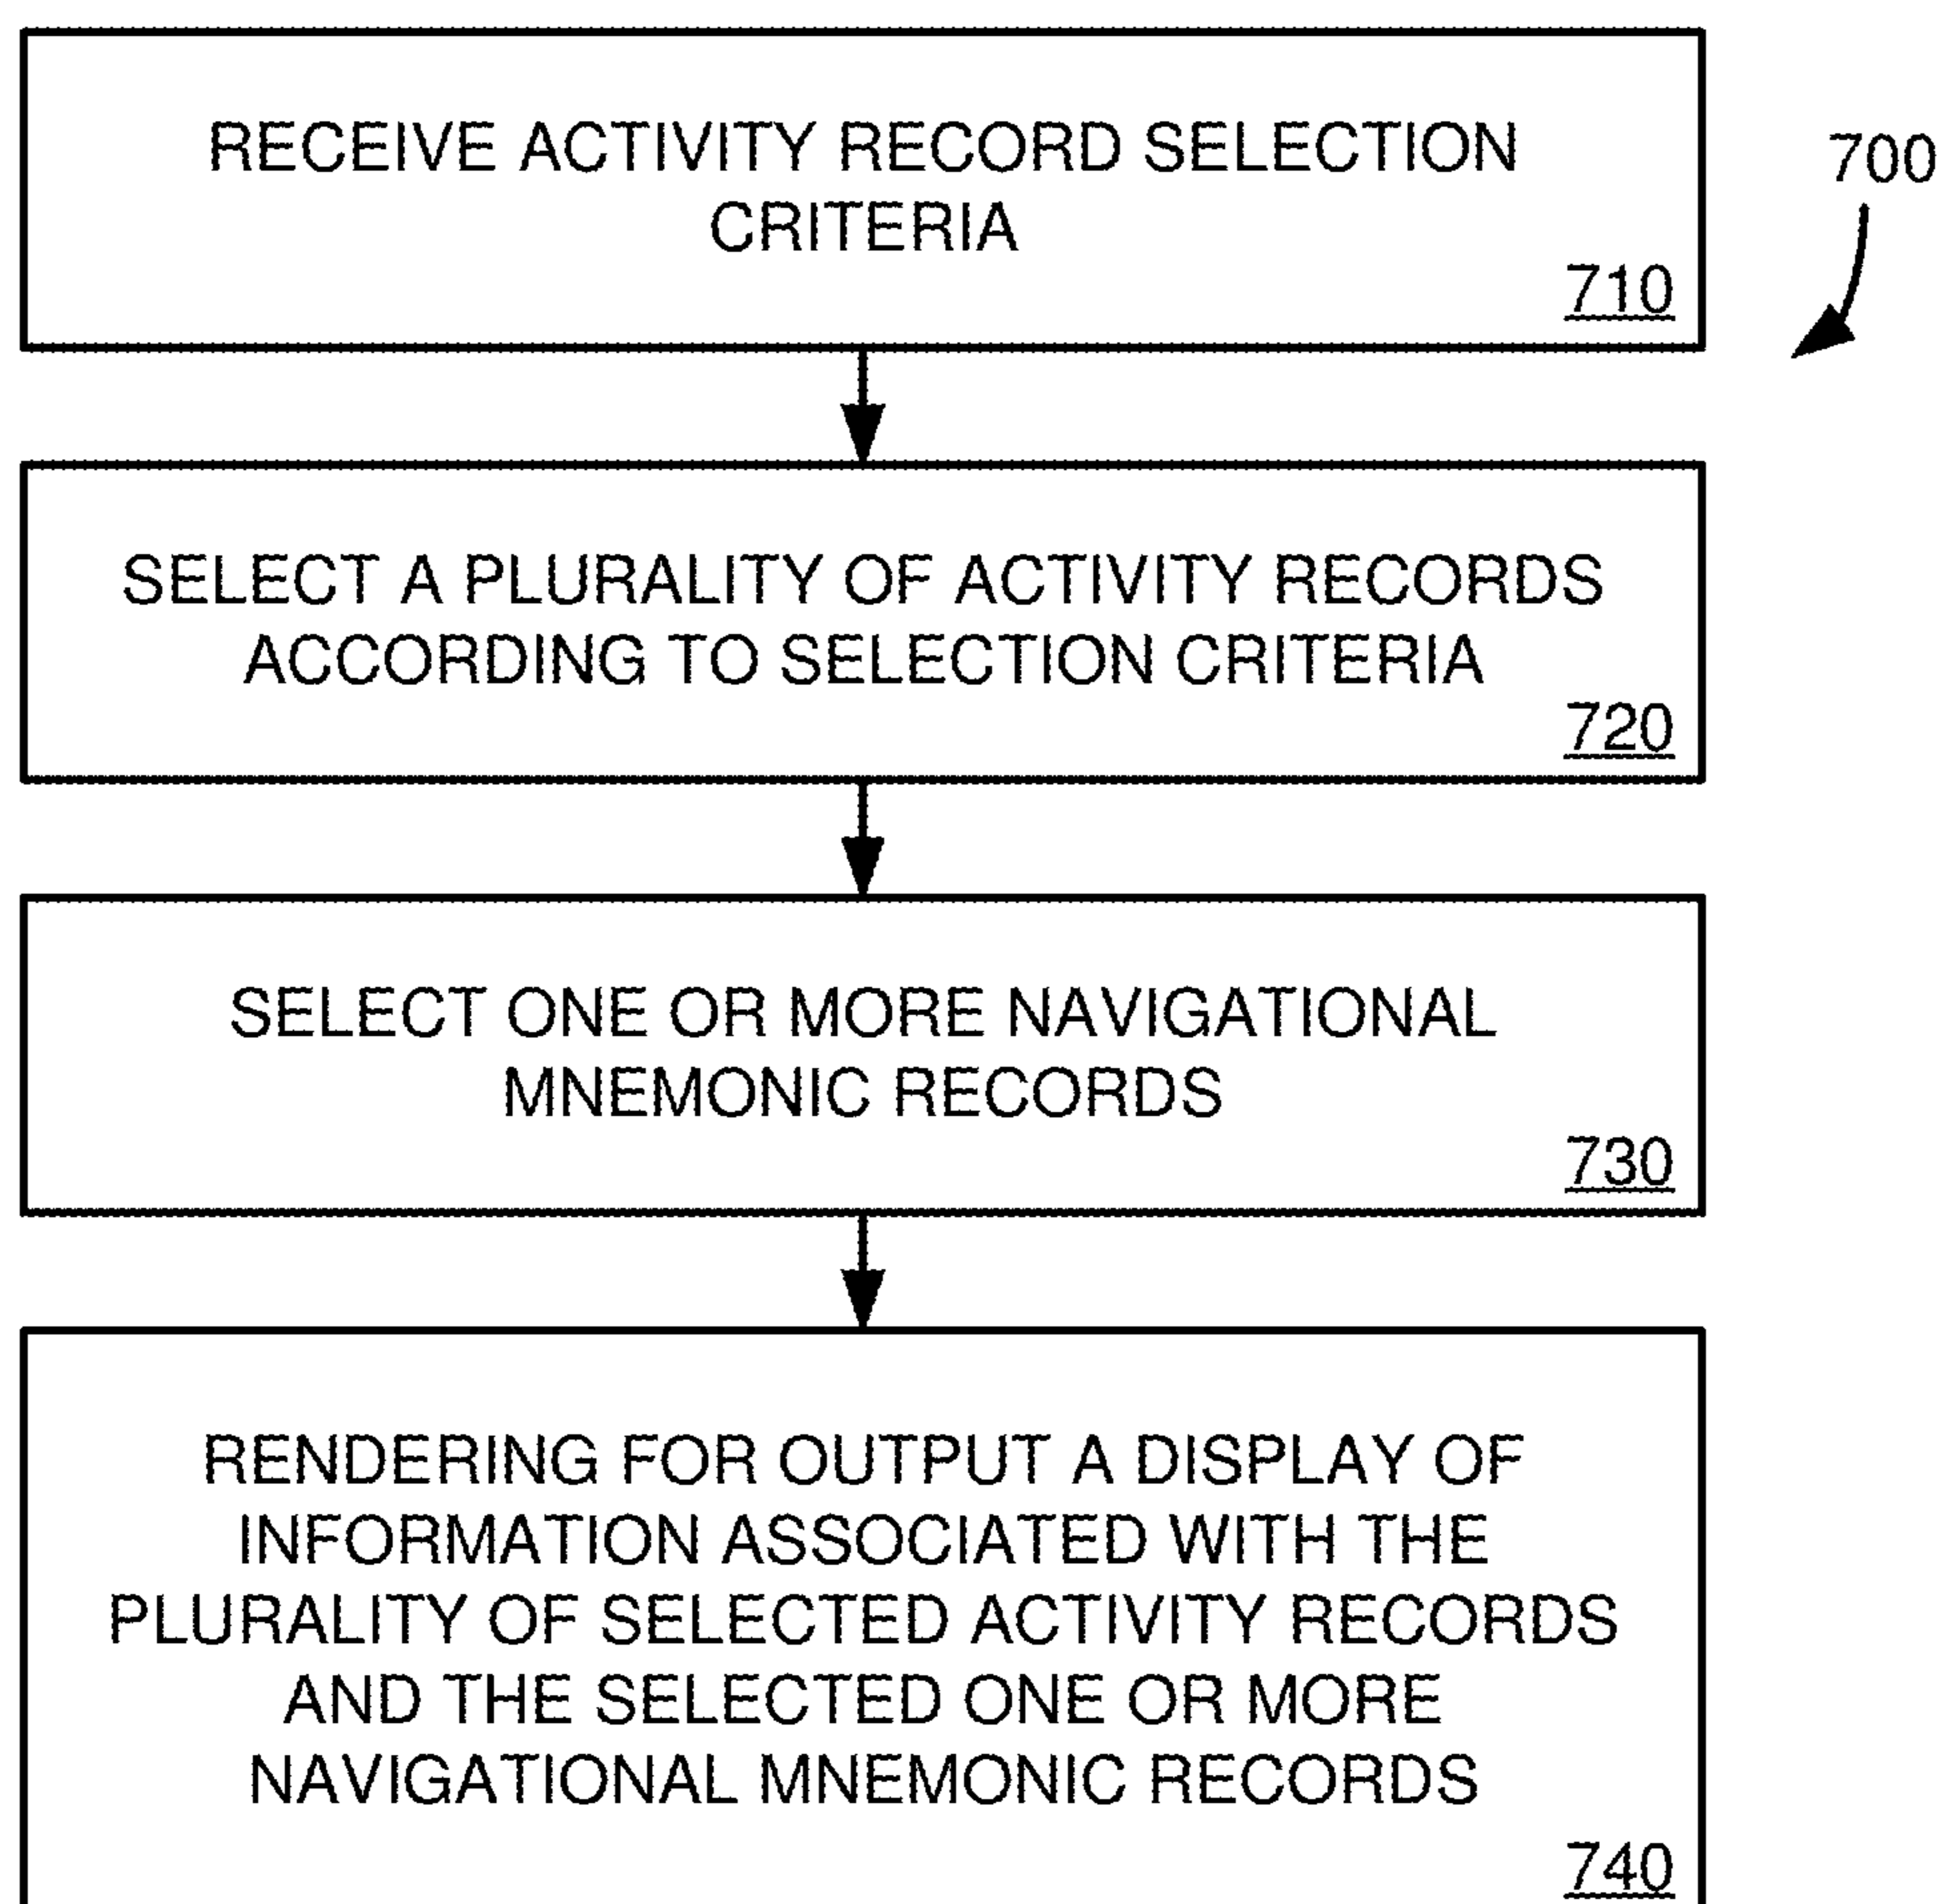 RECEIVE ACTIVITY RECORD SELECTION
CRITERIA
710
700
SELECT A PLURALITY OF ACTIVITY RECORDS
ACCORDING TO SELECTION CRITERIA
720
SELECT ONE OR MORE NAVIGATIONAL
MNEMONIC RECORDS
730
RENDERING FOR OUTPUT A DISPLAY OF
INFORMATION ASSOCIATED WITH THE
PLURALITY OF SELECTED ACTIVITY RECORDS
AND THE SELECTED ONE OR MORE
NAVIGATIONAL MNEMONIC RECORDS
740